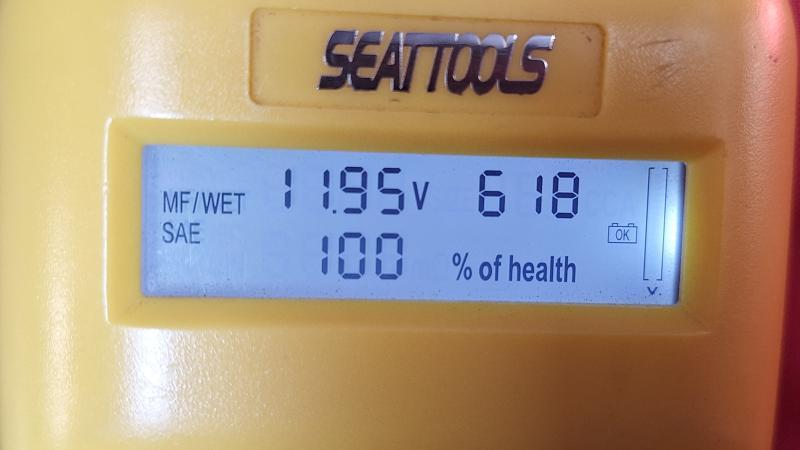 SEATTOOLS
MF/WET 11.95V 618
SAE
OK
100 % of health
V.